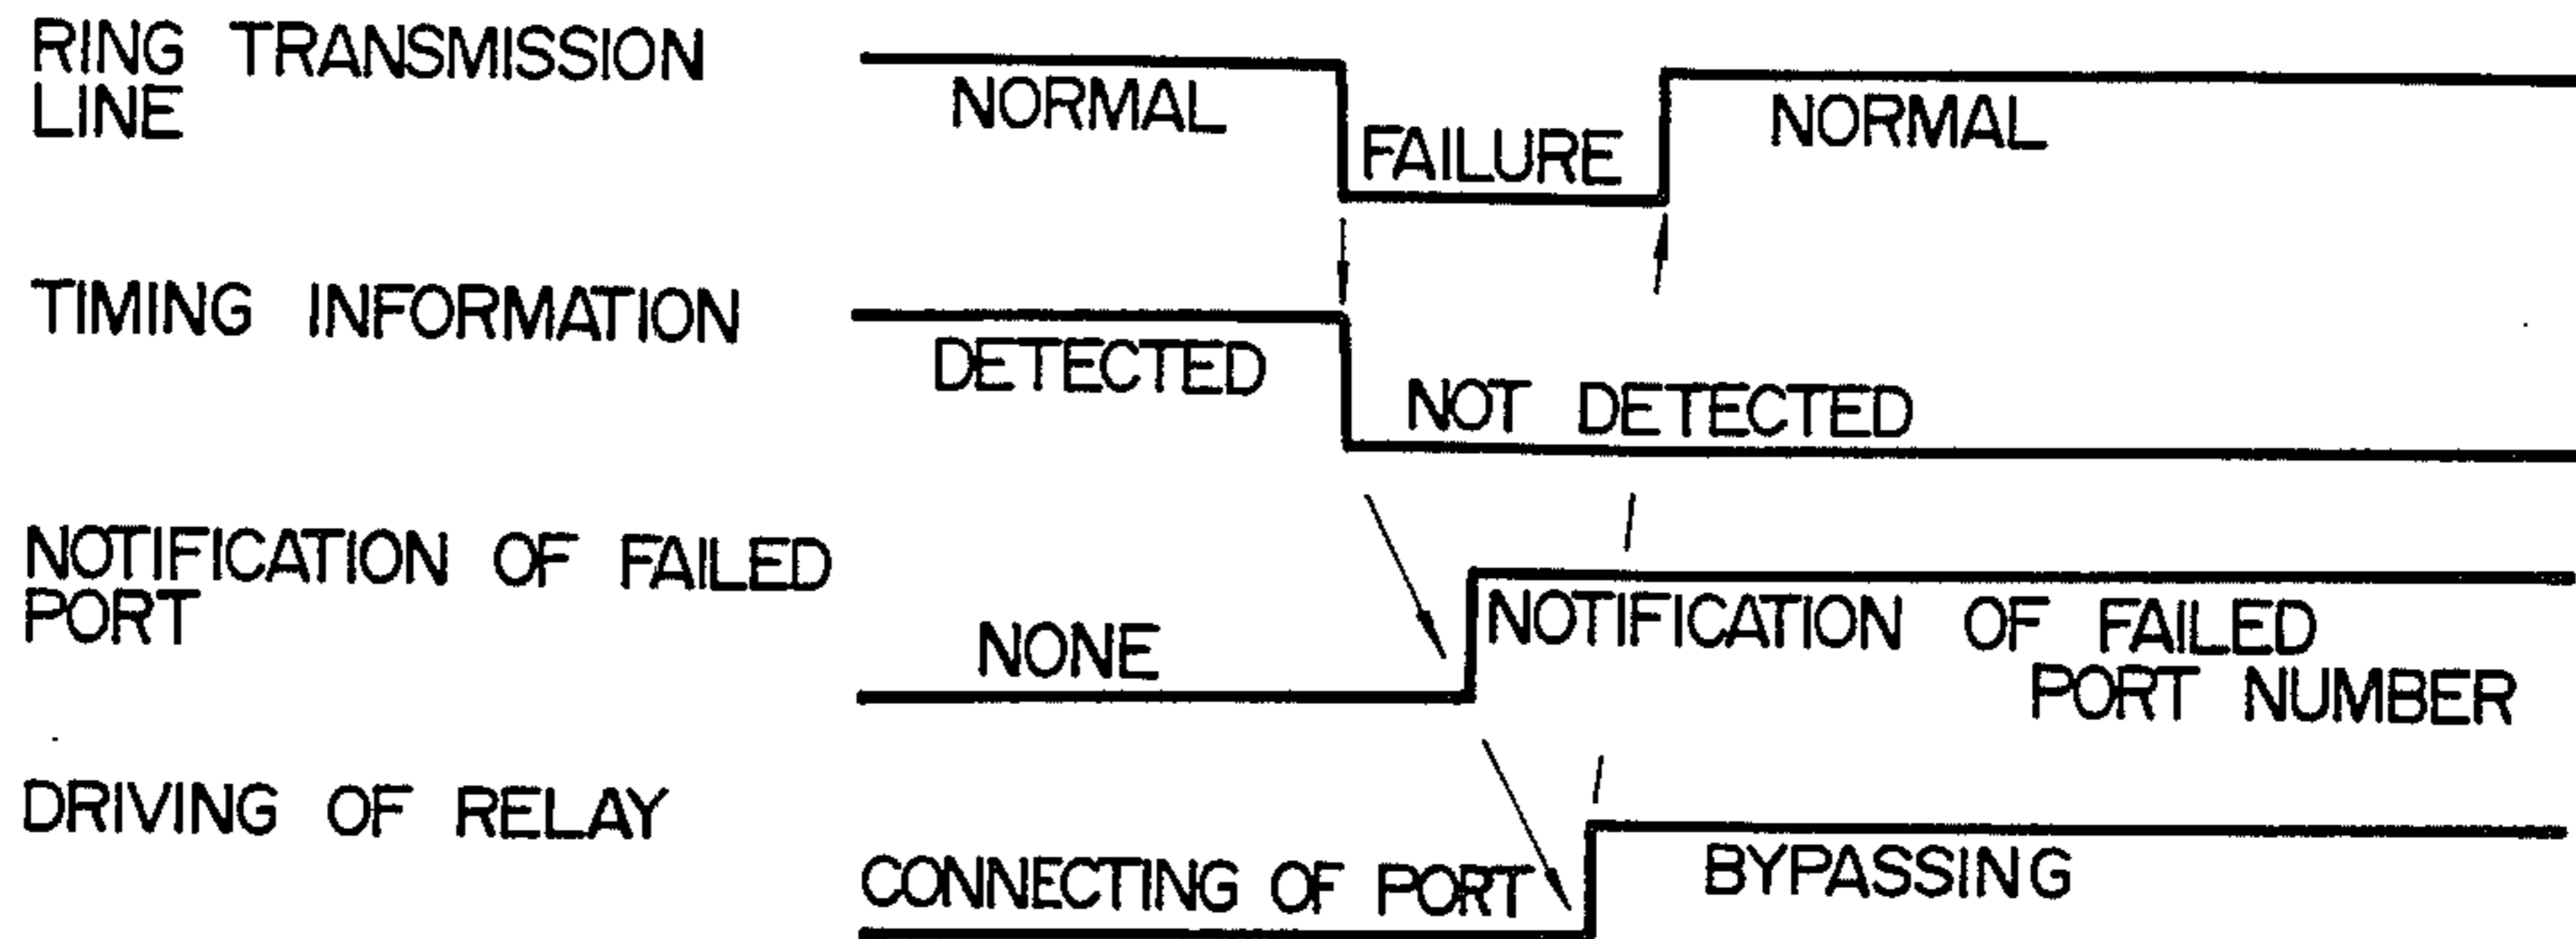 RING TRANSMISSION
LINE
NORMAL
FAILURE
NORMAL
TIMING INFORMATION
DETECTED
NOT DETECTED
NOTIFICATION OF FAILED
PORT
NONE
NOTIFICATION OF FAILED
PORT NUMBER
DRIVING OF RELAY
CONNECTING OF PORT
BYPASSING